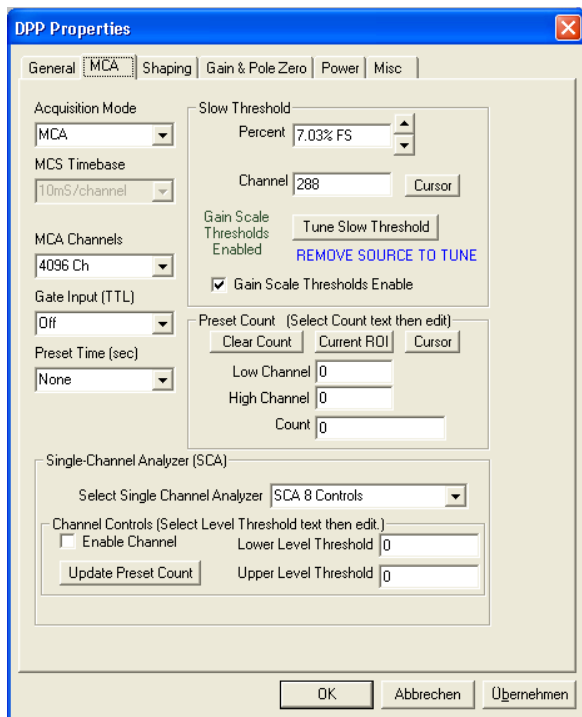 DPP Properties
General MCA Shaping Gain & Pole Zero Power Misc
Acquisition Mode
MCA
MCS Timebase
10mS/channel
MCA Channels
4096 Ch
Gate Input (TTL)
Off
Preset Time (sec)
None
Slow Threshold
Percent 7.03% FS
Channel 288 Cursor
Gain Scale
Thresholds
Enabled
Tune Slow Threshold
REMOVE SOURCE TO TUNE
Gain Scale Thresholds Enable
Preset Count (Select Count text then edit)
Clear Count Current ROI Cursor
Low Channel 0
High Channel 0
Count 0
Single-Channel Analyzer (SCA)
Select Single Channel Analyzer SCA 8 Controls
Channel Controls (Select Level Threshold text then edit.)
Enable Channel Lower Level Threshold 0
Update Preset Count Upper Level Threshold 0
OK Abbrechen Übernehmen